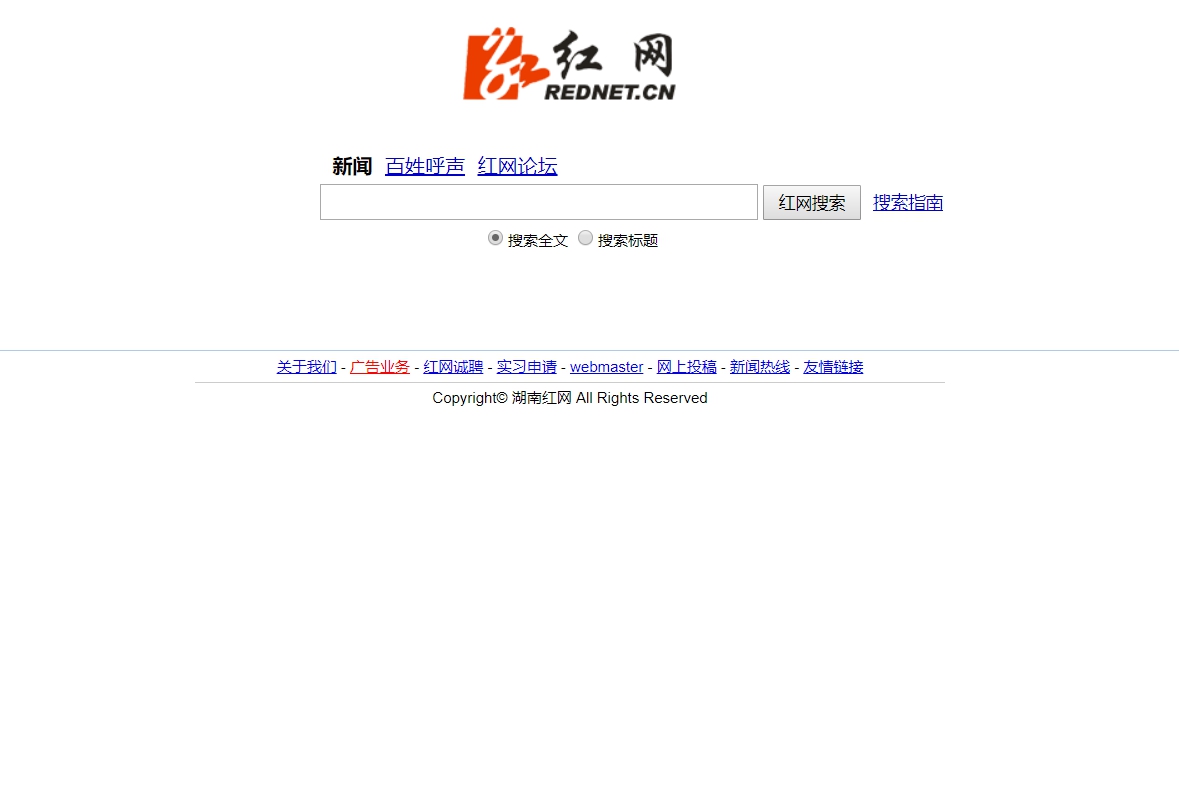 红 网
REDNET.CN
新闻 百姓呼声 红网论坛
红网搜索 搜索指南
搜索全文 搜索标题
关于我们 - 广告业务 - 红网诚聘 - 实习申请 - webmaster - 网上投稿 - 新闻热线 - 友情链接
Copyright© 湖南红网 All Rights Reserved